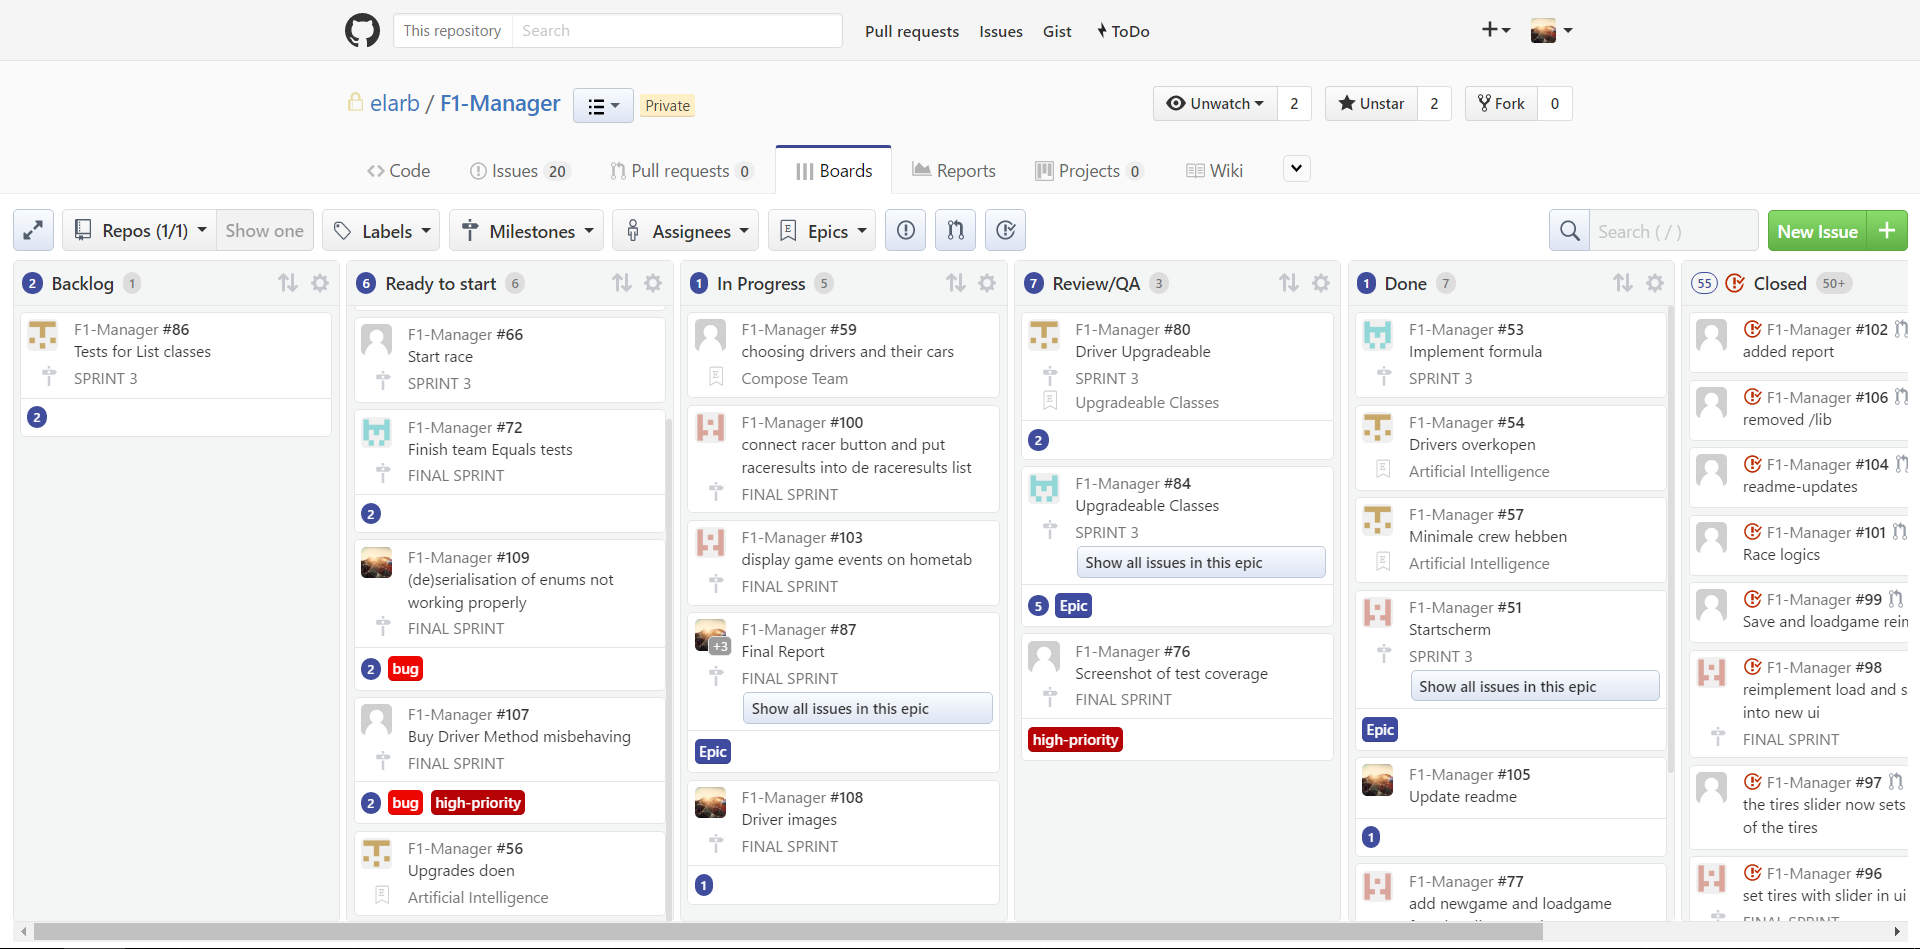 This repository Search Pull requests Issues Gist ToDo
elarb / F1-Manager Private Unwatch 2 Unstar 2 Fork 0
Code Issues 20 Pull requests 0 Boards Reports Projects 0 Wiki
Repos (1/1) Show one Labels Milestones Assignees E Epics Search ( / ) New Issue
2 Backlog 1
F1-Manager #86
Tests for List classes
SPRINT 3
2
6 Ready to start 6
F1-Manager #66
Start race
SPRINT 3
F1-Manager #72
Finish team Equals tests
FINAL SPRINT
2
F1-Manager #109
(de)serialisation of enums not
working properly
FINAL SPRINT
2 bug
F1-Manager #107
Buy Driver Method misbehaving
FINAL SPRINT
2 bug high-priority
F1-Manager #56
Upgrades doen
E Artificial Intelligence
1 In Progress 5
F1-Manager #59
choosing drivers and their cars
E Compose Team
F1-Manager #100
connect racer button and put
raceresults into de raceresults list
FINAL SPRINT
F1-Manager #103
display game events on hometab
FINAL SPRINT
+3 F1-Manager #87
Final Report
FINAL SPRINT
Show all issues in this epic
Epic
F1-Manager #108
Driver images
FINAL SPRINT
1
7 Review/QA 3
F1-Manager #80
Driver Upgradeable
SPRINT 3
E Upgradeable Classes
2
F1-Manager #84
Upgradeable Classes
SPRINT 3
Show all issues in this epic
5 Epic
F1-Manager #76
Screenshot of test coverage
FINAL SPRINT
high-priority
1 Done 7
F1-Manager #53
Implement formula
SPRINT 3
F1-Manager #54
Drivers overkopen
E Artificial Intelligence
F1-Manager #57
Minimale crew hebben
E Artificial Intelligence
F1-Manager #51
Startscherm
SPRINT 3
Show all issues in this epic
Epic
F1-Manager #105
Update readme
1
F1-Manager #77
add newgame and loadgame
55 Closed 50+
F1-Manager #102
added report
F1-Manager #106
removed /lib
F1-Manager #104
readme-updates
F1-Manager #101
Race logics
F1-Manager #99
Save and loadgame reim
F1-Manager #98
reimplement load and s
into new ui
FINAL SPRINT
F1-Manager #97
the tires slider now sets
of the tires
F1-Manager #96
set tires with slider in ui
FINAL SPRINT